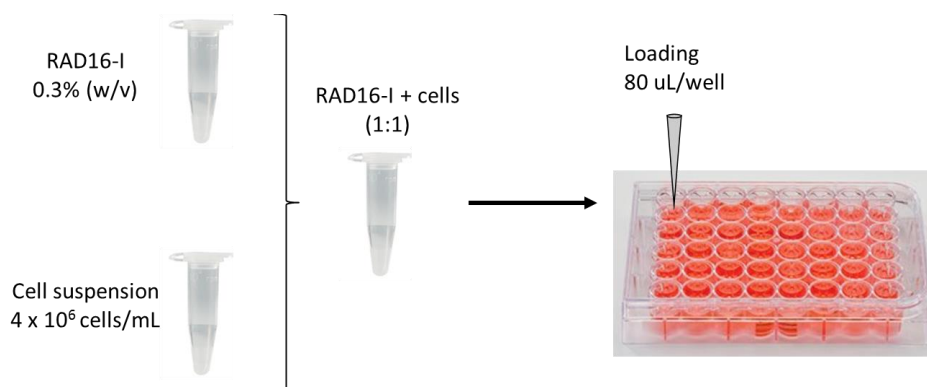 RAD16-I
0.3% (w/v)
Cell suspension
4 x 10⁶ cells/mL
RAD16-I + cells
(1:1)
Loading
80 uL/well